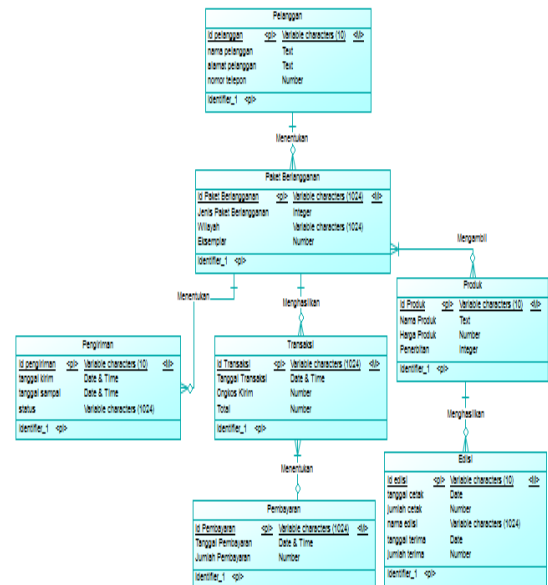 Pelanggan
Id pelanggan <pi> Variable characters (10) <M>
nama pelanggan Text
alamat pelanggan Text
nomor telepon Number
Identifier_1 <pi>
Menentukan
Paket Berlangganan
Id Paket Berlangganan <pi> Variable characters (1024) <M>
Jenis Paket Berlangganan Integer
Wilayah Variable characters (1024)
Eksemplar Number
Identifier_1 <pi>
Mengambil
Menentukan
Menghasilkan
Produk
Id Produk <pi> Variable characters (10) <M>
Nama Produk Text
Harga Produk Number
Penerbitan Integer
Identifier_1 <pi>
Pengiriman
id pengiriman <pi> Variable characters (10) <M>
tanggal kirim Date & Time
tanggal sampai Date & Time
status Variable characters (1024)
Identifier_1 <pi>
Transaksi
Id Transaksi <pi> Variable characters (1024) <M>
Tanggal Transaksi Date & Time
Ongkos Kirim Number
Total Number
Identifier_1 <pi>
Menghasilkan
Menentukan
Edisi
id edisi <pi> Variable characters (10) <M>
tanggal cetak Date
jumlah cetak Number
nama edisi Variable characters (1024)
tanggal terima Date
jumlah terima Number
Identifier_1 <pi>
Pembayaran
Id Pembayaran <pi> Variable characters (1024) <M>
Tanggal Pembayaran Date & Time
Jumlah Pembayaran Number
Identifier_1 <pi>